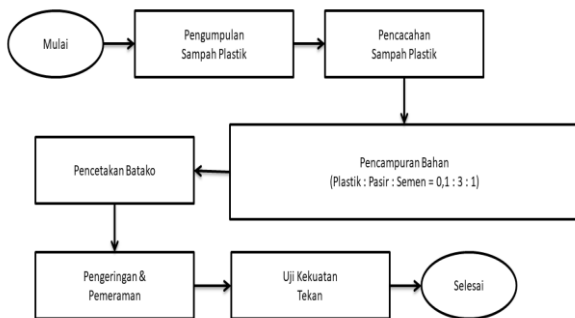 Mulai
Pengumpulan
Sampah Plastik
Pencacahan
Sampah Plastik
Pencampuran Bahan
(Plastik : Pasir : Semen = 0,1 : 3 : 1)
Pencetakan Batako
Pengeringan &
Pemeraman
Uji Kekuatan
Tekan
Selesai